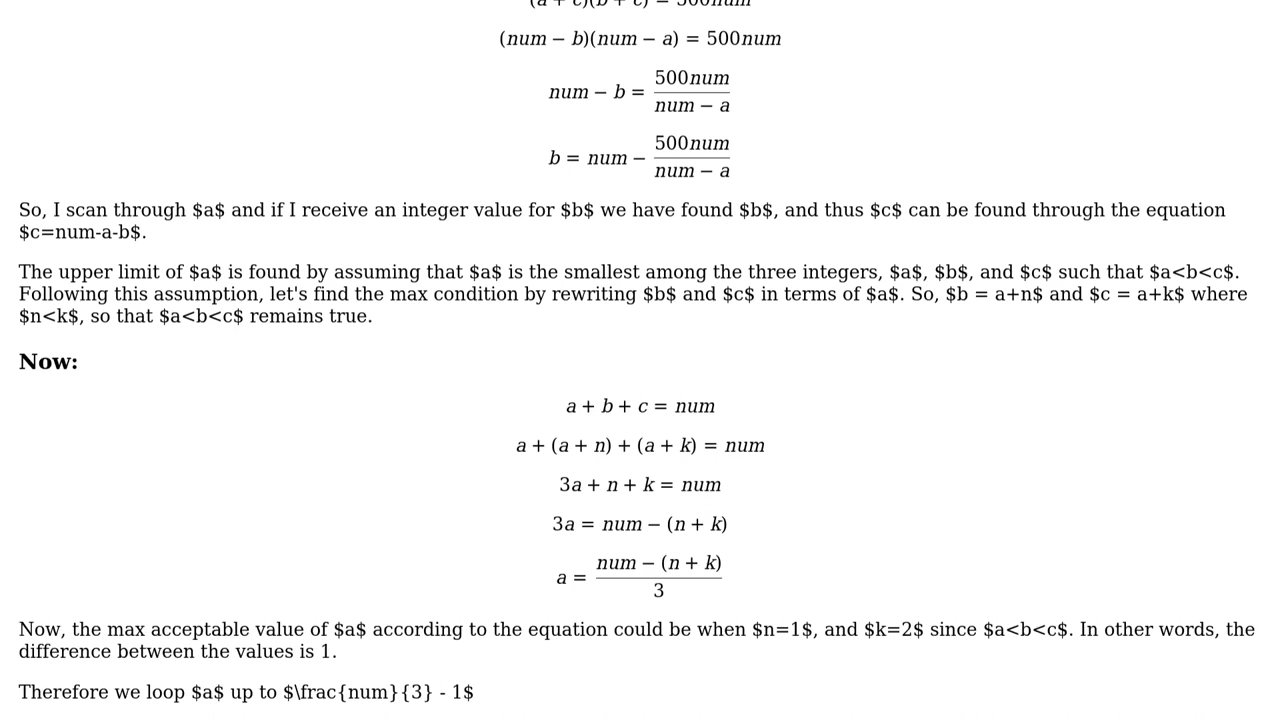 (a + c)(b + c) = 500num
(num − b)(num − a) = 500num
num − b = 500num / num − a
b = num − 500num / num − a
So, I scan through $a$ and if I receive an integer value for $b$ we have found $b$, and thus $c$ can be found through the equation
$c=num-a-b$.
The upper limit of $a$ is found by assuming that $a$ is the smallest among the three integers, $a$, $b$, and $c$ such that $a<b<c$.
Following this assumption, let's find the max condition by rewriting $b$ and $c$ in terms of $a$. So, $b = a+n$ and $c = a+k$ where
$n<k$, so that $a<b<c$ remains true.
Now:
a + b + c = num
a + (a + n) + (a + k) = num
3a + n + k = num
3a = num − (n + k)
a = num − (n + k) / 3
Now, the max acceptable value of $a$ according to the equation could be when $n=1$, and $k=2$ since $a<b<c$. In other words, the
difference between the values is 1.
Therefore we loop $a$ up to $\frac{num}{3} - 1$